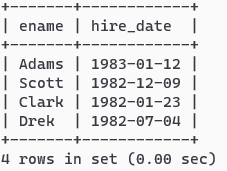 +-------+------------+
| ename | hire_date  |
+-------+------------+
| Adams | 1983-01-12 |
| Scott | 1982-12-09 |
| Clark | 1982-01-23 |
| Drek  | 1982-07-04 |
+-------+------------+
4 rows in set (0.00 sec)